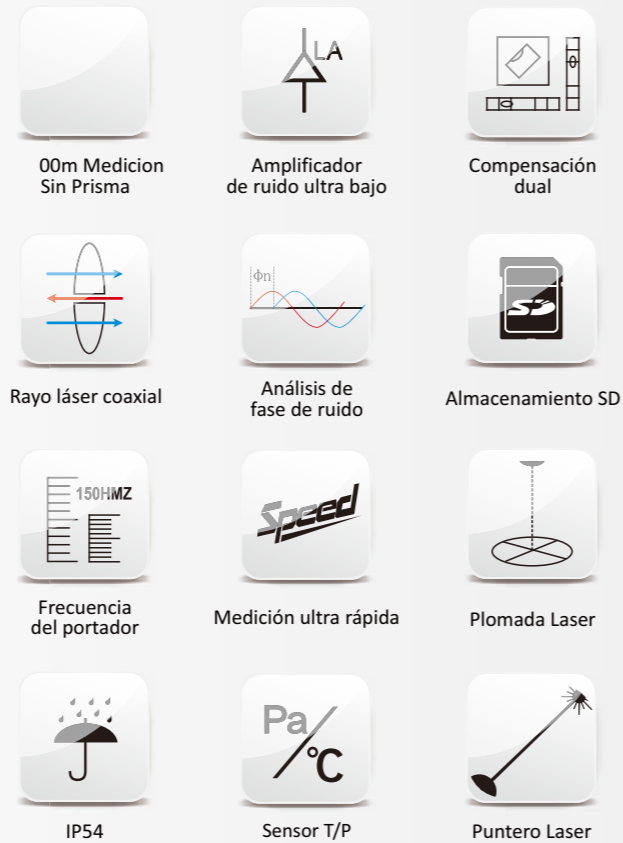 LA
00m Medicion
Sin Prisma
Amplificador
de ruido ultra bajo
Compensación
dual
ϕn
SD
Rayo láser coaxial
Análisis de
fase de ruido
Almacenamiento SD
150HMZ
Speed
Frecuencia
del portador
Medición ultra rápida
Plomada Laser
Pa/°C
IP54
Sensor T/P
Puntero Laser